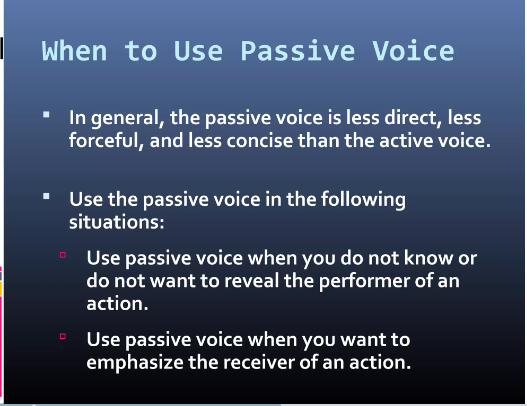 When to Use Passive Voice
In general, the passive voice is less direct, less
forceful, and less concise than the active voice.
Use the passive voice in the following
situations:
Use passive voice when you do not know or
do not want to reveal the performer of an
action.
Use passive voice when you want to
emphasize the receiver of an action.